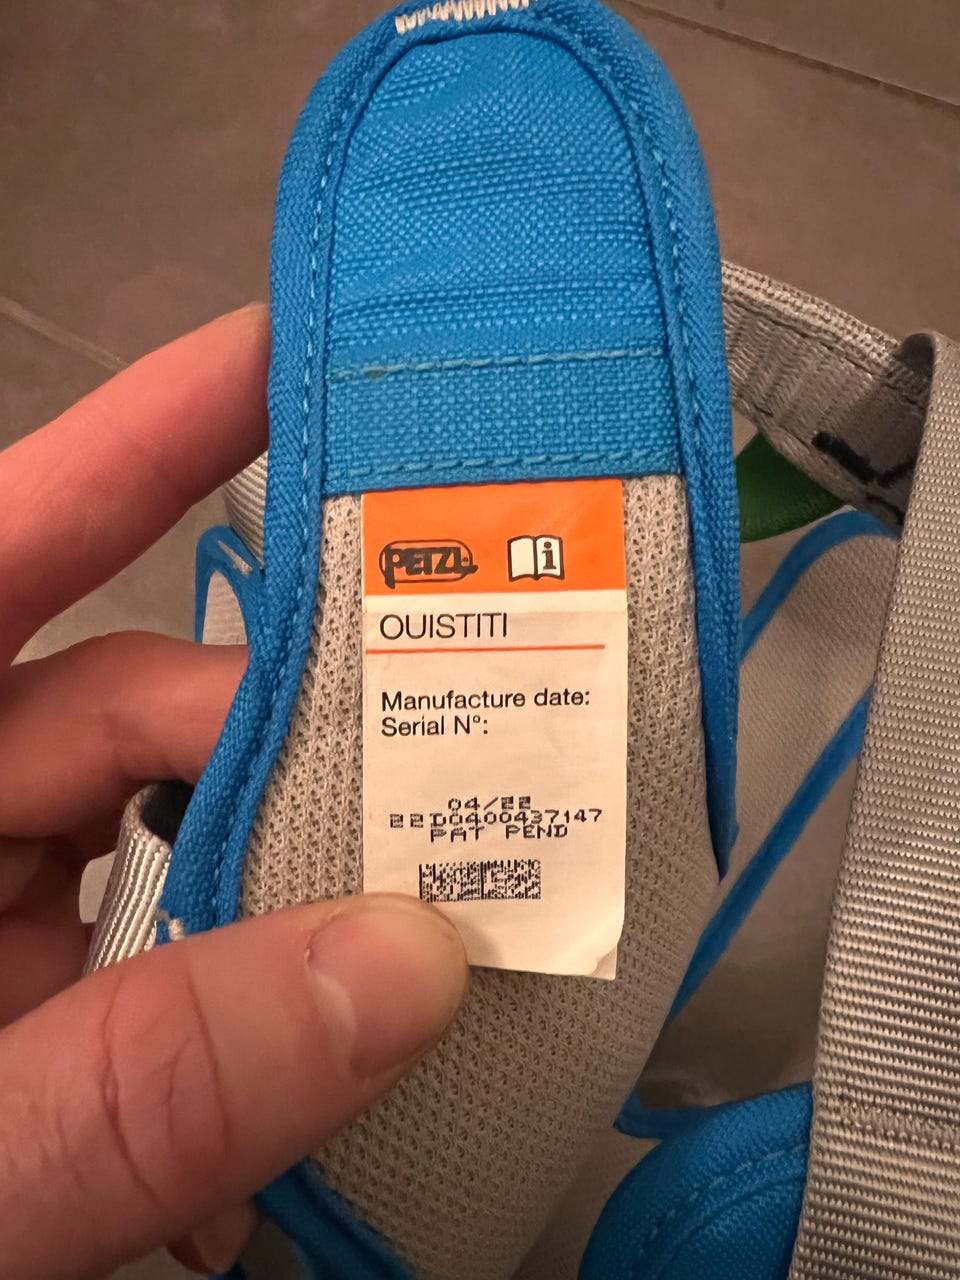 PETZL i
OUISTITI
Manufacture date:
Serial N°:
04/22
22D0400437147
PAT PEND